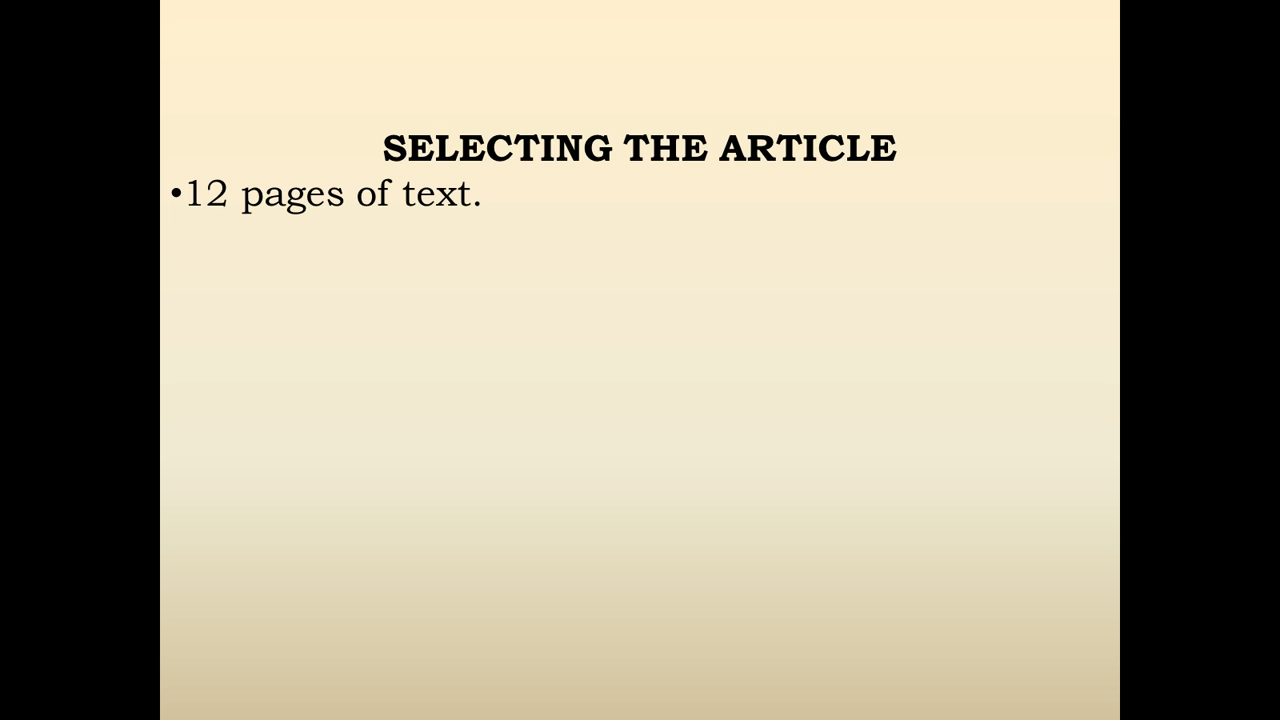 SELECTING THE ARTICLE
•12 pages of text.